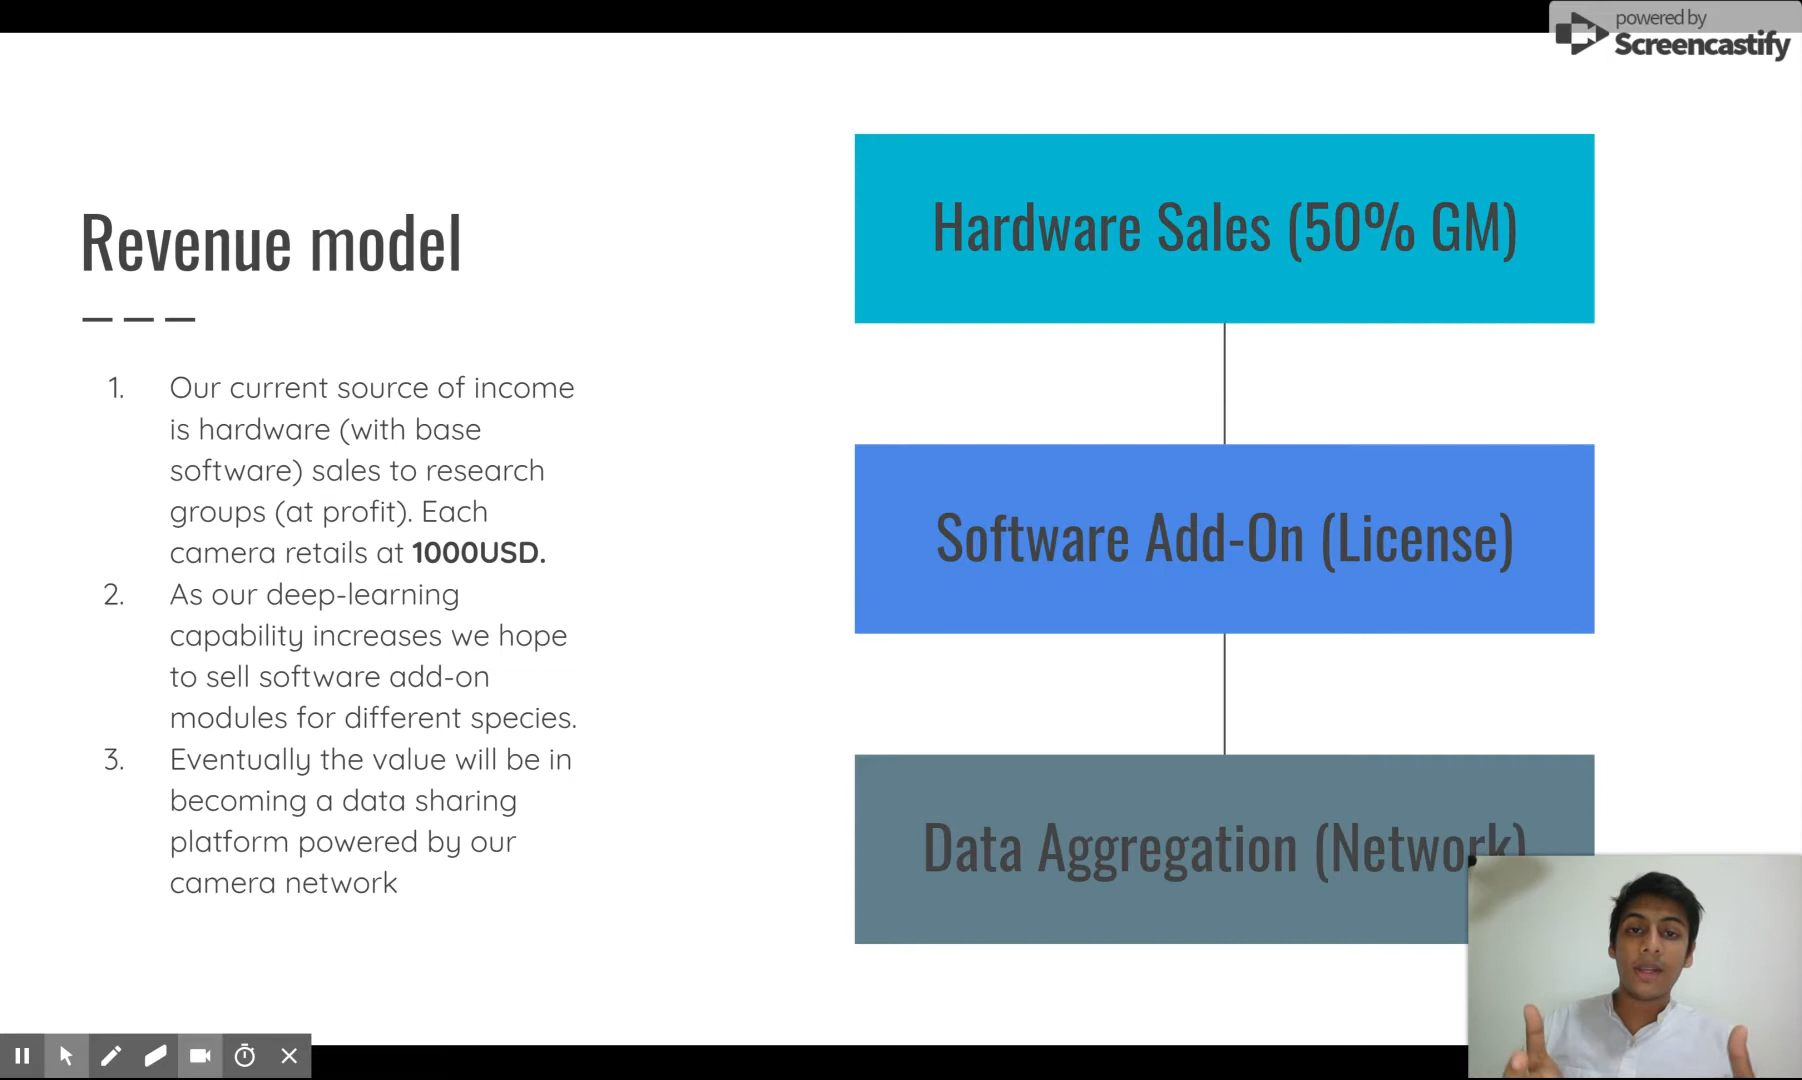 powered by
Screencastify
Revenue model
Hardware Sales (50% GM)
1. Our current source of income
is hardware (with base
software) sales to research
groups (at profit). Each
camera retails at 1000USD.
2. As our deep-learning
capability increases we hope
to sell software add-on
modules for different species.
3. Eventually the value will be in
becoming a data sharing
platform powered by our
camera network
Software Add-On (License)
Data Aggregation (Network)